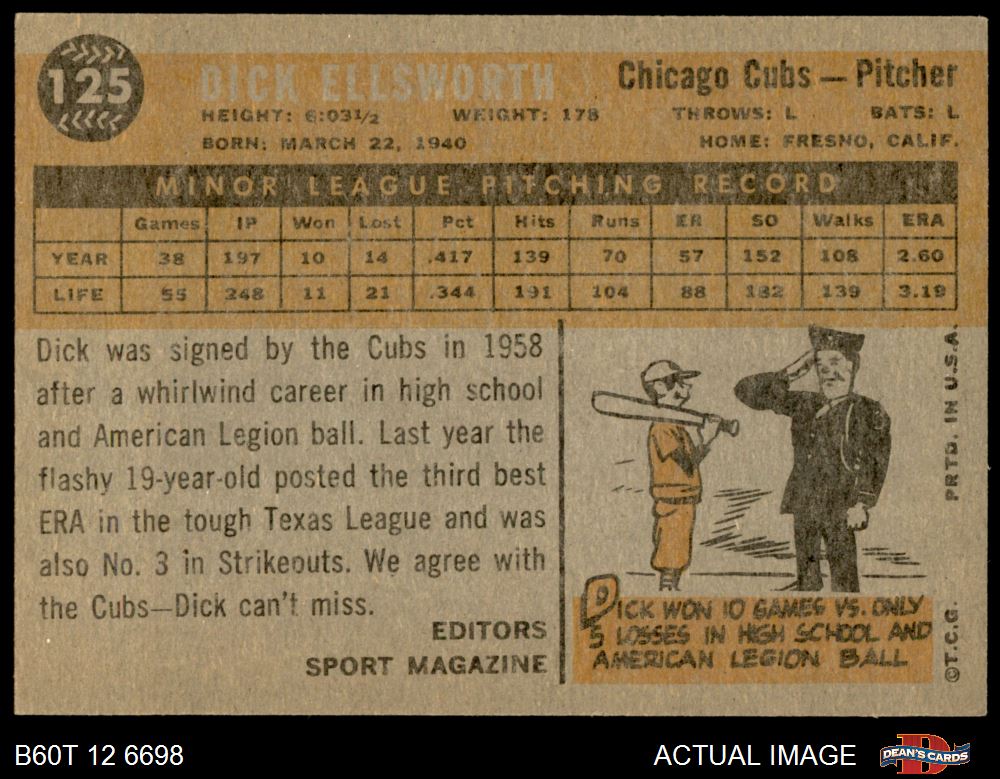 125
DICK ELLSWORTH
Chicago Cubs — Pitcher
HEIGHT: 6:03½ WEIGHT: 178 THROWS: L BATS: L
BORN: MARCH 22, 1940 HOME: FRESNO, CALIF.
MINOR LEAGUE PITCHING RECORD
Games IP Won Lost Pct Hits Runs ER SO Walks ERA
YEAR 38 197 10 14 .417 139 70 57 152 108 2.60
LIFE 55 248 11 21 .344 191 104 88 182 139 3.19
Dick was signed by the Cubs in 1958
after a whirlwind career in high school
and American Legion ball. Last year the
flashy 19-year-old posted the third best
ERA in the tough Texas League and was
also No. 3 in Strikeouts. We agree with
the Cubs—Dick can't miss.
EDITORS
SPORT MAGAZINE
DICK WON 10 GAMES VS. ONLY
5 LOSSES IN HIGH SCHOOL AND
AMERICAN LEGION BALL
©T.C.G. PRTD. IN U.S.A.
B60T 12 6698
ACTUAL IMAGE
DEAN'S CARDS